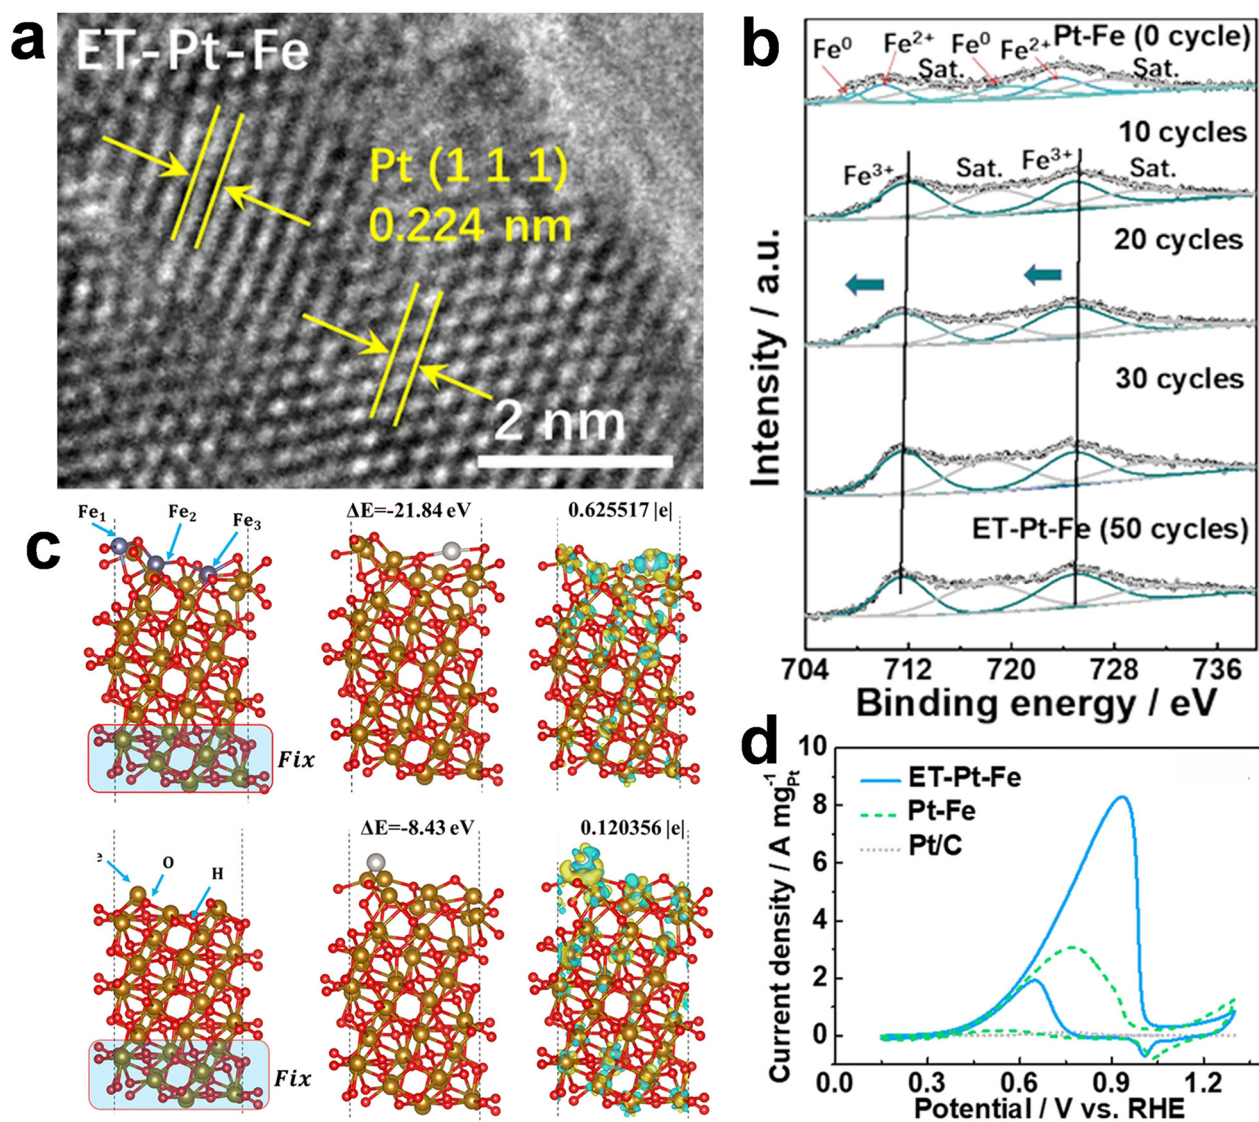 a
ET-Pt-Fe
Pt (1 1 1)
0.224 nm
2 nm
b
Fe⁰
Fe²⁺
Sat.
Fe⁰
Fe²⁺
Pt-Fe (0 cycle)
Sat.
10 cycles
Fe³⁺
Sat.
Fe³⁺
Sat.
20 cycles
30 cycles
ET-Pt-Fe (50 cycles)
Intensity / a.u.
704 712 720 728 736
Binding energy / eV
c
Fe₁
Fe₂
Fe₃
ΔE=-21.84 eV
0.625517 |e|
Fix
e
O
H
ΔE=-8.43 eV
0.120356 |e|
Fix
d
10
8
6
4
2
0
ET-Pt-Fe
Pt-Fe
Pt/C
Current density / A mg⁻¹Pt
0.0 0.3 0.6 0.9 1.2
Potential / V vs. RHE